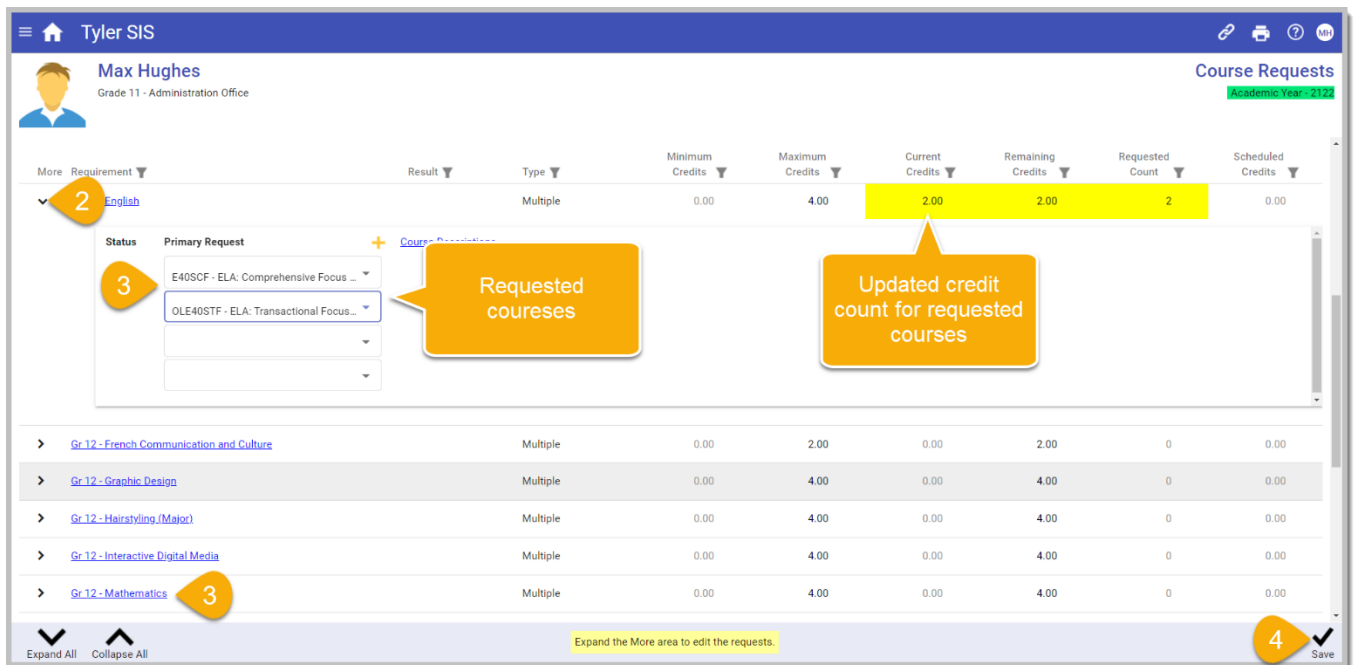 Tyler SIS
MH
Max Hughes
Grade 11 - Administration Office
Course Requests
Academic Year - 2122
More Requirement Result Type Minimum Credits Maximum Credits Current Credits Remaining Credits Requested Count Scheduled Credits
2 English Multiple 0.00 4.00 2.00 2.00 2 0.00
Status Primary Request + Course Descriptions
3 E40SCF - ELA: Comprehensive Focus ...
OLE40STF - ELA: Transactional Focus...
Requested
coureses
Updated credit
count for requested
courses
Gr 12 - French Communication and Culture Multiple 0.00 2.00 0.00 2.00 0 0.00
Gr 12 - Graphic Design Multiple 0.00 4.00 0.00 4.00 0 0.00
Gr 12 - Hairstyling (Major) Multiple 0.00 4.00 0.00 4.00 0 0.00
Gr 12 - Interactive Digital Media Multiple 0.00 4.00 0.00 4.00 0 0.00
Gr 12 - Mathematics 3 Multiple 0.00 4.00 0.00 4.00 0 0.00
Expand All Collapse All Expand the More area to edit the requests. 4 Save